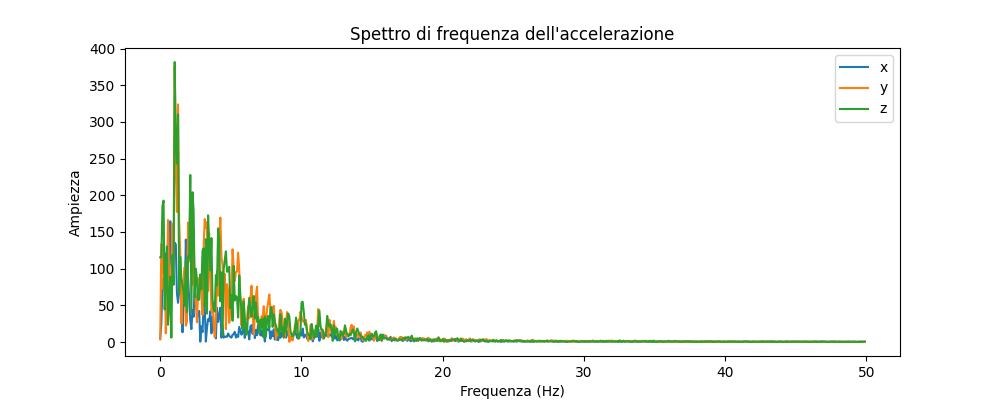 Spettro di frequenza dell'accelerazione
400
350
300
250
200
150
100
50
0
Ampiezza
x
y
z
0 10 20 30 40 50
Frequenza (Hz)